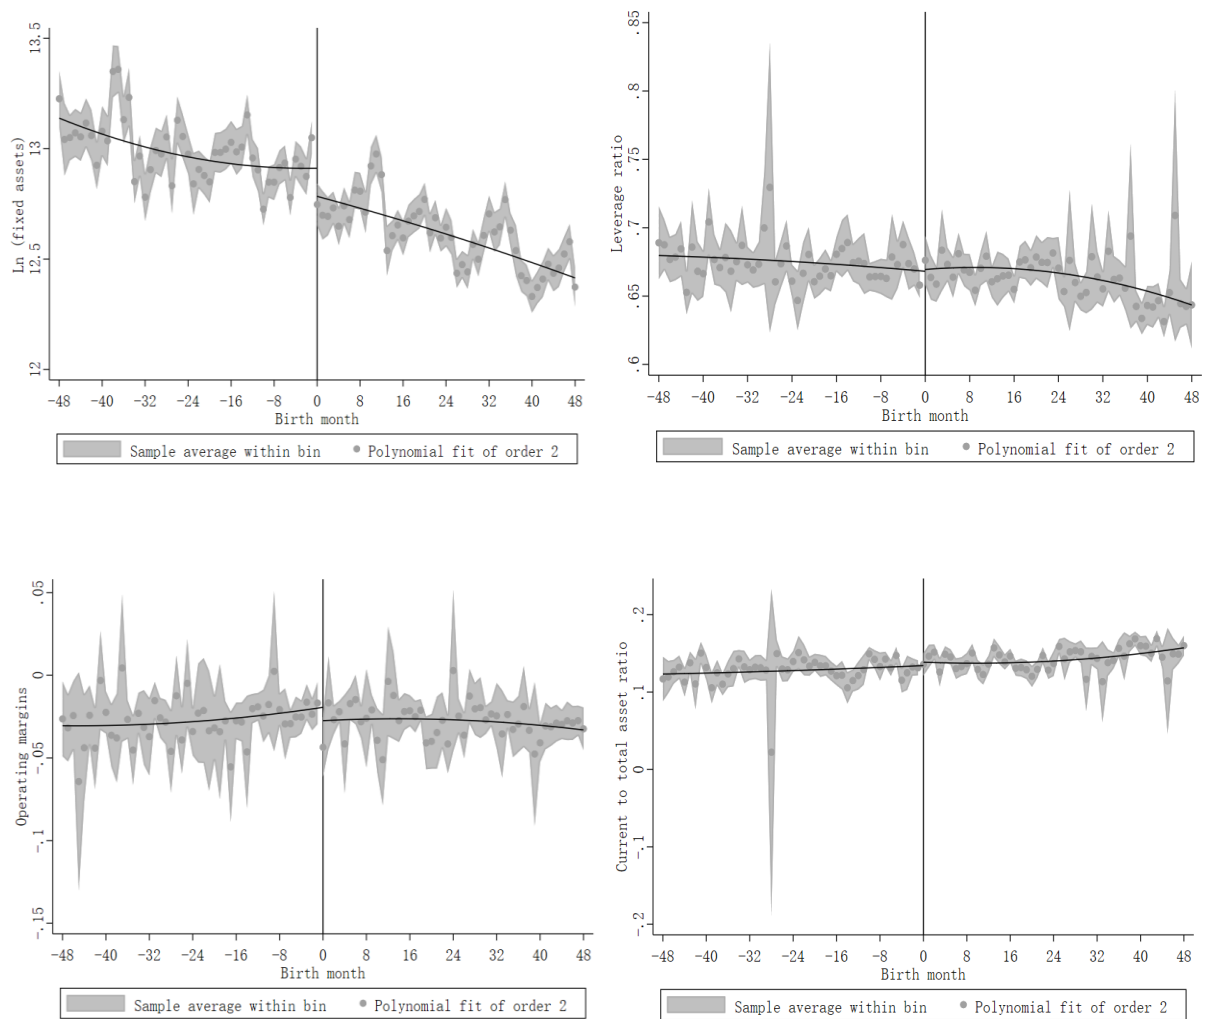 Ln (fixed assets)
13.5
13
12.5
12
-48 -40 -32 -24 -16 -8 0 8 16 24 32 40 48
Birth month
Sample average within bin Polynomial fit of order 2
Leverage ratio
.85
.8
.75
.7
.65
.6
-48 -40 -32 -24 -16 -8 0 8 16 24 32 40 48
Birth month
Sample average within bin Polynomial fit of order 2
Operating margins
.05
0
-.05
-.1
-.15
-48 -40 -32 -24 -16 -8 0 8 16 24 32 40 48
Birth month
Sample average within bin Polynomial fit of order 2
Current to total asset ratio
.2
.1
0
-.1
-.2
-48 -40 -32 -24 -16 -8 0 8 16 24 32 40 48
Birth month
Sample average within bin Polynomial fit of order 2